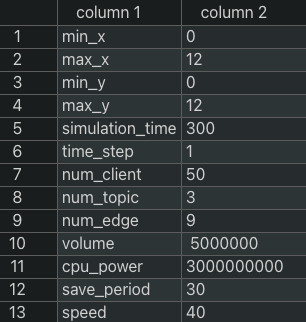 column 1 column 2
1 min_x 0
2 max_x 12
3 min_y 0
4 max_y 12
5 simulation_time 300
6 time_step 1
7 num_client 50
8 num_topic 3
9 num_edge 9
10 volume 5000000
11 cpu_power 3000000000
12 save_period 30
13 speed 40